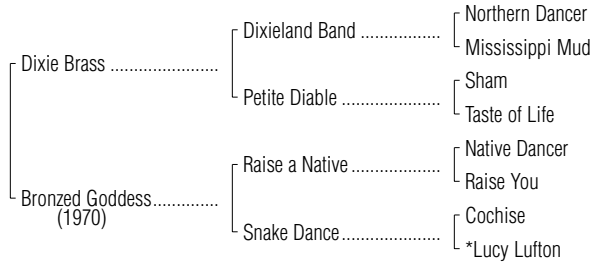 Northern Dancer
Dixieland Band ..................
Mississippi Mud
Dixie Brass ........................
Sham
Petite Diable ......................
Taste of Life
Native Dancer
Raise a Native ....................
Raise You
Bronzed Goddess...............
(1970)
Cochise
Snake Dance......................
*Lucy Lufton